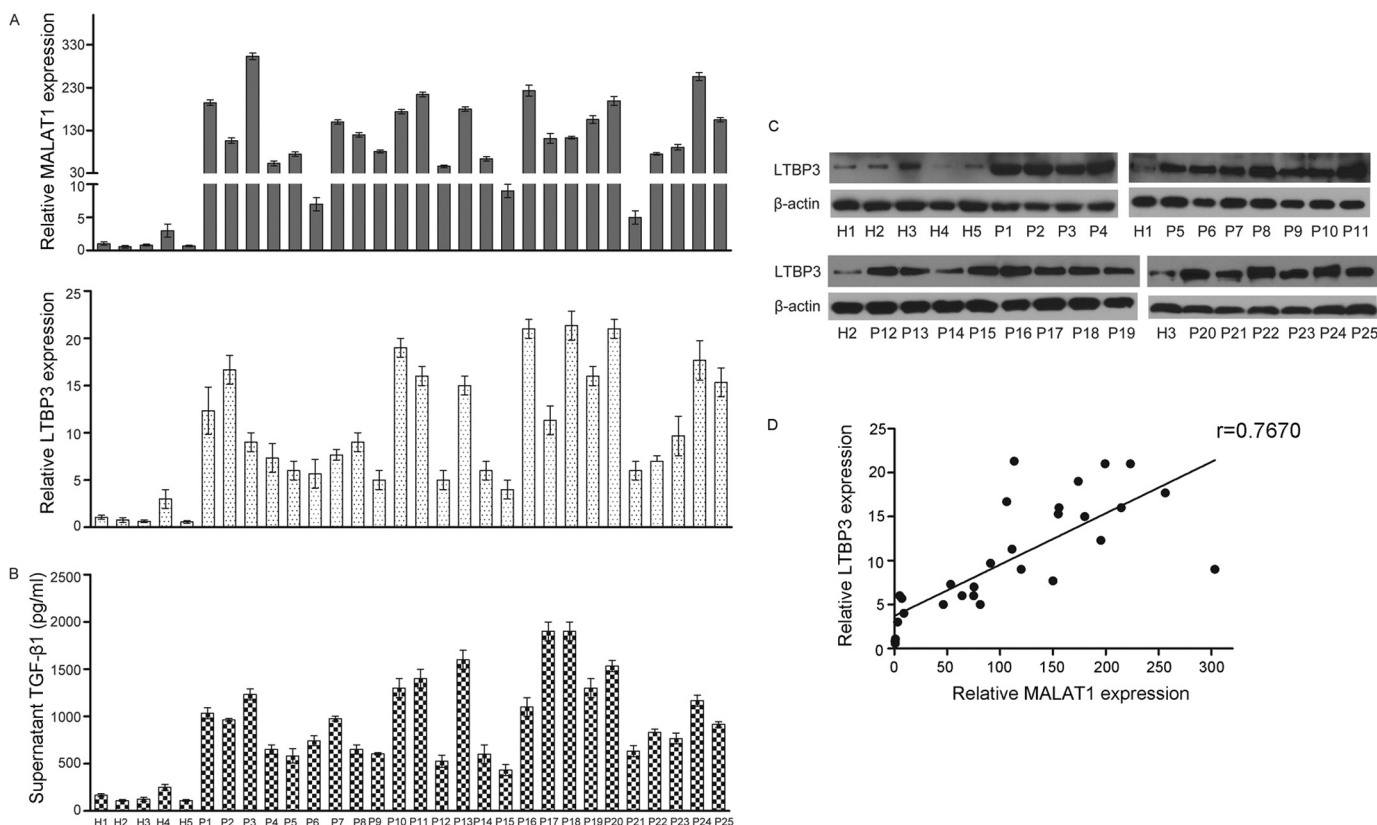 A
Relative MALAT1 expression
330
230
130
30
10
5
0
Relative LTBP3 expression
25
20
15
10
5
0
B
Supernatant TGF-β1 (pg/ml)
2500
2000
1500
1000
500
0
H1 H2 H3 H4 H5 P1 P2 P3 P4 P5 P6 P7 P8 P9 P10 P11 P12 P13 P14 P15 P16 P17 P18 P19 P20 P21 P22 P23 P24 P25
C
LTBP3
β-actin
H1 H2 H3 H4 H5 P1 P2 P3 P4
H1 P5 P6 P7 P8 P9 P10 P11
LTBP3
β-actin
H2 P12 P13 P14 P15 P16 P17 P18 P19
H3 P20 P21 P22 P23 P24 P25
D
r=0.7670
Relative LTBP3 expression
25
20
15
10
5
0
0 50 100 150 200 250 300
Relative MALAT1 expression